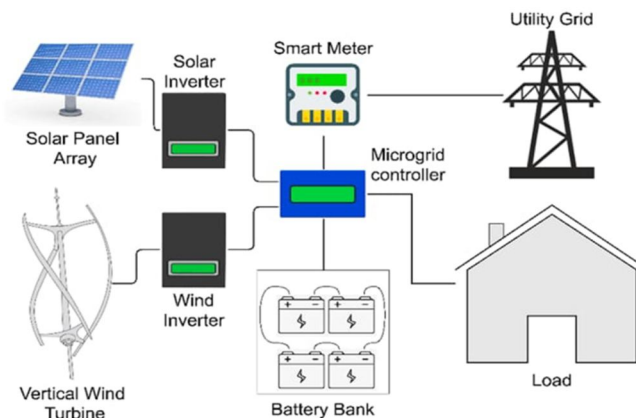 Utility Grid
Solar
Inverter
Smart Meter
Solar Panel
Array
Microgrid
controller
Wind
Inverter
Vertical Wind
Turbine
Battery Bank
Load